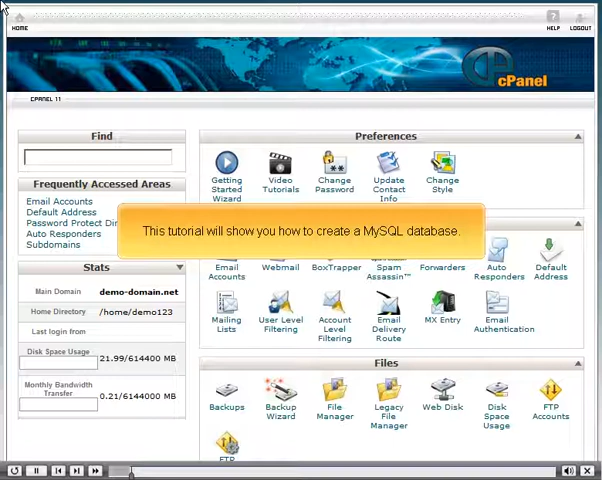 HOME
HELP
LOGOUT
cPanel
CPANEL 11
Find
Frequently Accessed Areas
Email Accounts
Default Address
Password Protect Dir
Auto Responders
Subdomains
Stats
Main Domain demo-domain.net
Home Directory /home/demo123
Last login from
Disk Space Usage 21.99/614400 MB
Monthly Bandwidth Transfer 0.21/6144000 MB
Preferences
Getting Started Wizard
Video Tutorials
Change Password
Update Contact Info
Change Style
This tutorial will show you how to create a MySQL database.
Email Accounts
Webmail
BoxTrapper
Spam Assassin™
Forwarders
Auto Responders
Default Address
Mailing Lists
User Level Filtering
Account Level Filtering
Email Delivery Route
MX Entry
Email Authentication
Files
Backups
Backup Wizard
File Manager
Legacy File Manager
Web Disk
Disk Space Usage
FTP Accounts
FTP